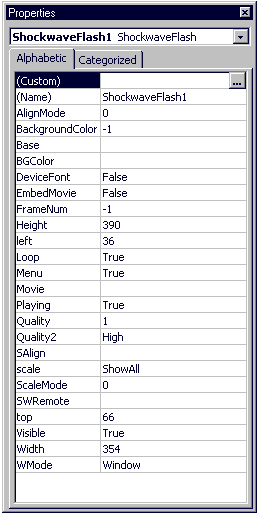 Properties
ShockwaveFlash1 ShockwaveFlash
Alphabetic Categorized
(Custom) ...
(Name) ShockwaveFlash1
AlignMode 0
BackgroundColor -1
Base
BGColor
DeviceFont False
EmbedMovie False
FrameNum -1
Height 390
left 36
Loop True
Menu True
Movie
Playing True
Quality 1
Quality2 High
SAlign
scale ShowAll
ScaleMode 0
SWRemote
top 66
Visible True
Width 354
WMode Window